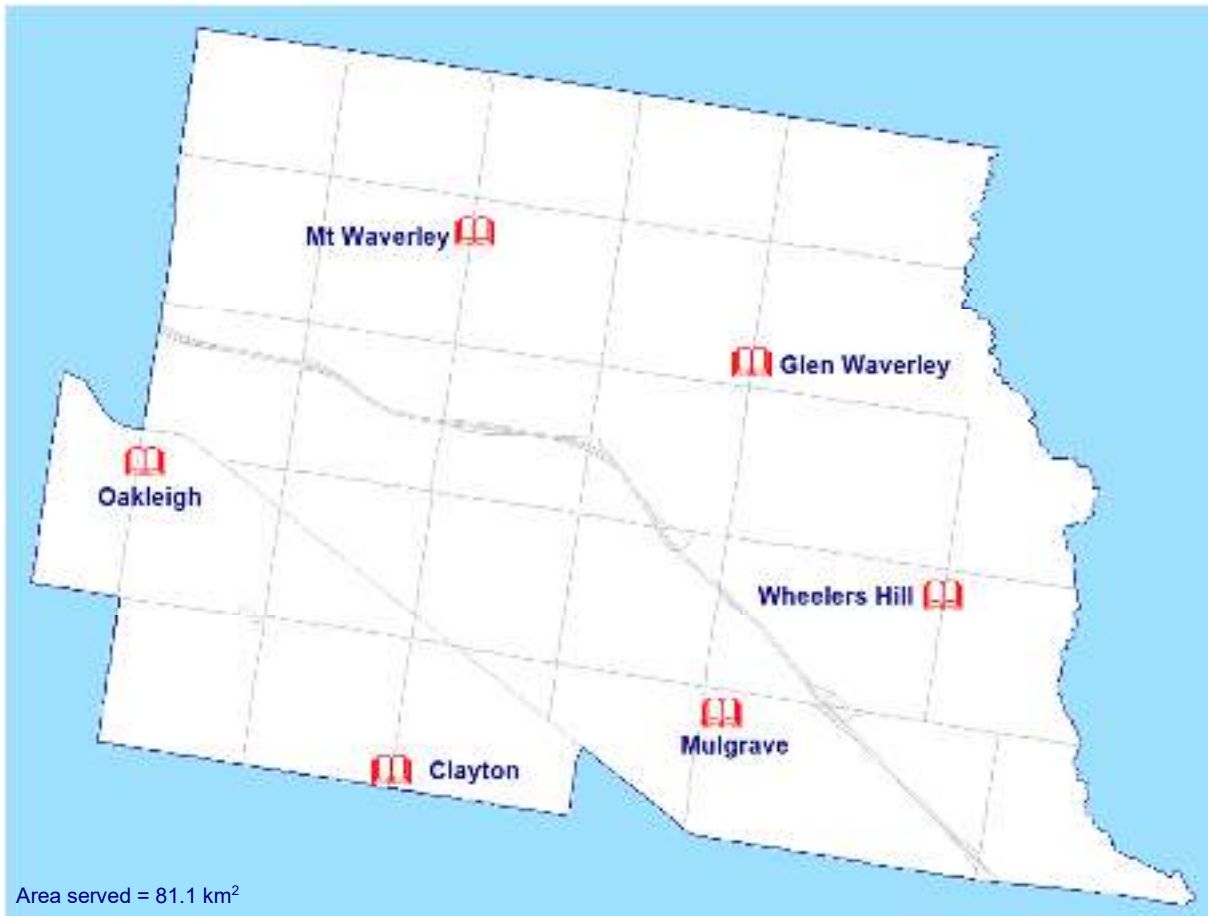 Mt Waverley
Glen Waverley
Oakleigh
Wheelers Hill
Mulgrave
Clayton
Area served = 81.1 km²